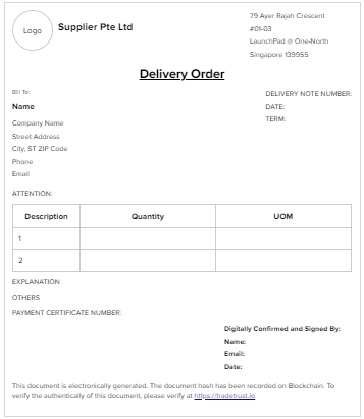 Logo
Supplier Pte Ltd
79 Ayer Rajah Crescent
#01-03
LaunchPad @ One-North
Singapore 139955
Delivery Order
Bill To:
Name
Company Name
Street Address
City, ST ZIP Code
Phone
Email
DELIVERY NOTE NUMBER:
DATE:
TERM:
ATTENTION:
Description Quantity UOM
1
2
EXPLANATION
OTHERS
PAYMENT CERTIFICATE NUMBER:
Digitally Confirmed and Signed By:
Name:
Email:
Date:
This document is electronically generated. The document hash has been recorded on Blockchain. To
verify the authentically of this document, please verify at https://tradetrust.io